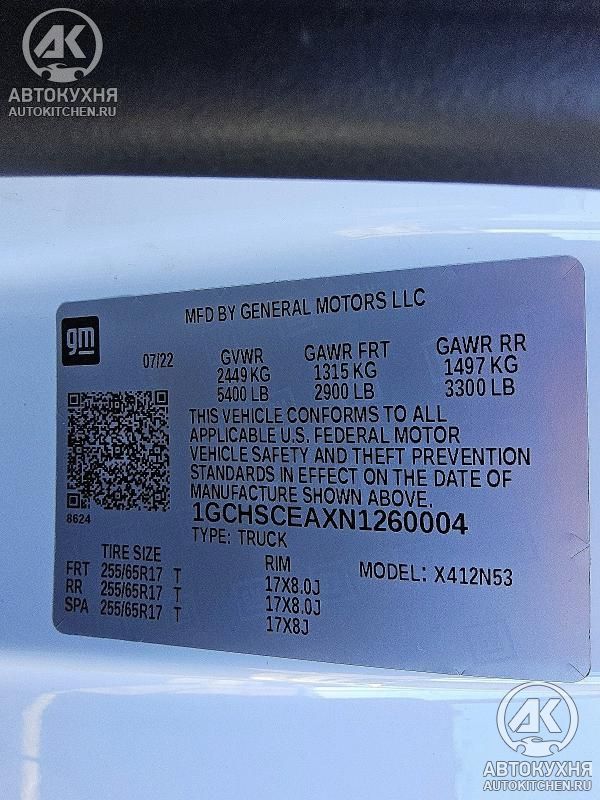 AK
АВТОКУХНЯ
AUTOKITCHEN.RU
gm
MFD BY GENERAL MOTORS LLC
07/22 GVWR GAWR FRT GAWR RR
2449 KG 1315 KG 1497 KG
5400 LB 2900 LB 3300 LB
THIS VEHICLE CONFORMS TO ALL
APPLICABLE U.S. FEDERAL MOTOR
VEHICLE SAFETY AND THEFT PREVENTION
STANDARDS IN EFFECT ON THE DATE OF
MANUFACTURE SHOWN ABOVE.
8624
1GCHSCEAXN1260004
TYPE: TRUCK
TIRE SIZE RIM MODEL: X412N53
FRT 255/65R17 T 17X8.0J
RR 255/65R17 T 17X8.0J
SPA 255/65R17 T 17X8J
AK
АВТОКУХНЯ
AUTOKITCHEN.RU